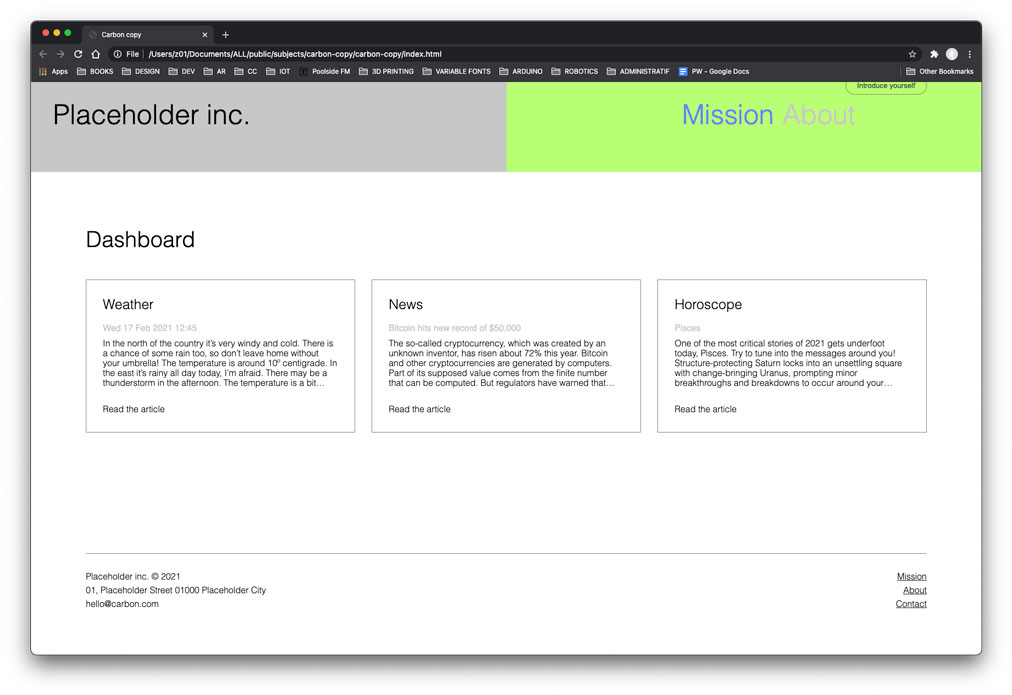 Carbon copy
File /Users/z01/Documents/ALL/public/subjects/carbon-copy/carbon-copy/index.html
Apps BOOKS DESIGN DEV AR CC IOT Poolside FM 3D PRINTING VARIABLE FONTS ARDUINO ROBOTICS ADMINISTRATIF PW - Google Docs Other Bookmarks
Introduce yourself
Placeholder inc. Mission About
Dashboard
Weather
Wed 17 Feb 2021 12:45
In the north of the country it's very windy and cold. There is
a chance of some rain too, so don't leave home without
your umbrella! The temperature is around 10º centigrade. In
the east it's rainy all day today, I'm afraid. There may be a
thunderstorm in the afternoon. The temperature is a bit…
Read the article
News
Bitcoin hits new record of $50,000
The so-called cryptocurrency, which was created by an
unknown inventor, has risen about 72% this year. Bitcoin
and other cryptocurrencies are generated by computers.
Part of its supposed value comes from the finite number
that can be computed. But regulators have warned that…
Read the article
Horoscope
Pisces
One of the most critical stories of 2021 gets underfoot
today, Pisces. Try to tune into the messages around you!
Structure-protecting Saturn locks into an unsettling square
with change-bringing Uranus, prompting minor
breakthroughs and breakdowns to occur around your…
Read the article
Placeholder inc. © 2021
01, Placeholder Street 01000 Placeholder City
hello@carbon.com
Mission
About
Contact